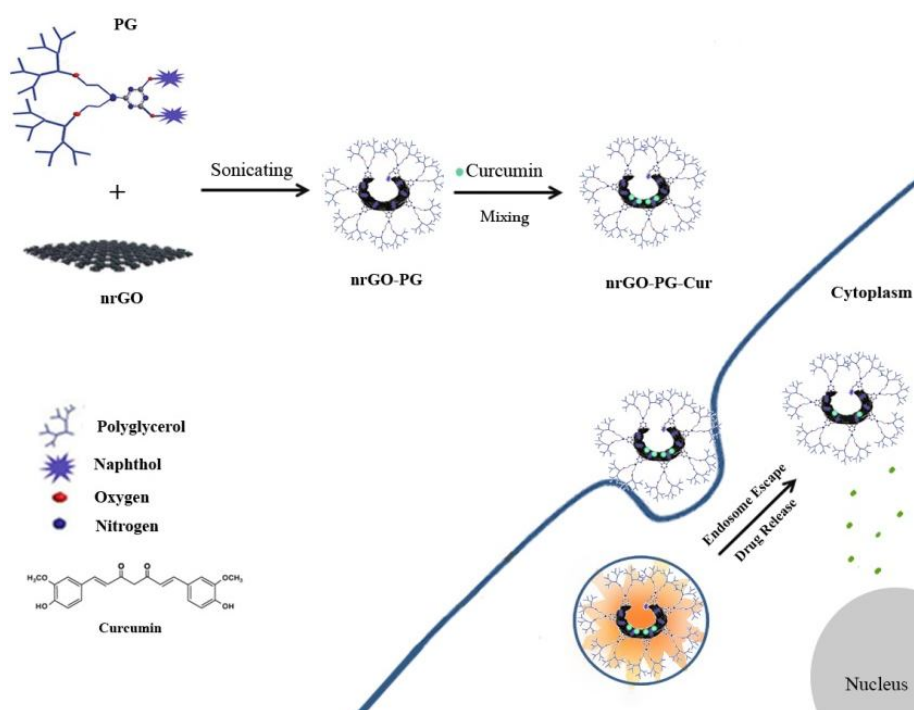 PG
+
nrGO
Sonicating
nrGO-PG
Curcumin
Mixing
nrGO-PG-Cur
Cytoplasm
Polyglycerol
Naphthol
Oxygen
Nitrogen
H₃CO
O
O
OCH₃
HO
OH
Curcumin
Endosome Escape
Drug Release
Nucleus